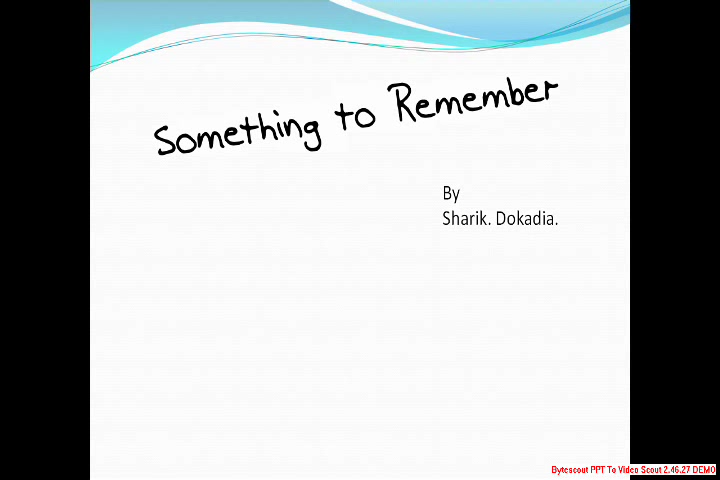 Something to Remember
By
Sharik. Dokadia.
Bytescout PPT To Video Scout 2.46.27 DEMO